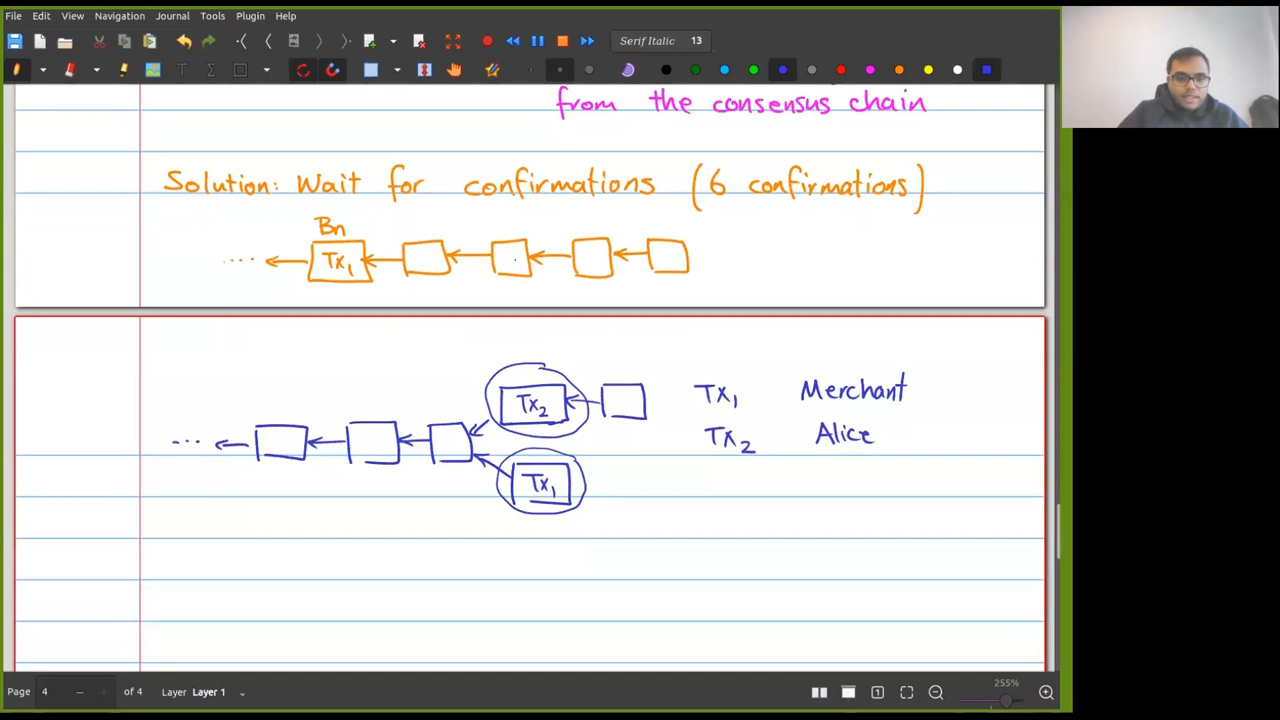 File Edit View Navigation Journal Tools Plugin Help
Serif Italic 13
from the consensus chain
Solution: Wait for confirmations (6 confirmations)
Bn
.... Tx₁
Tx₂ Tx₁ Merchant
... Tx₂ Alice
Tx₁
Page 4 of 4 Layer Layer 1 255%